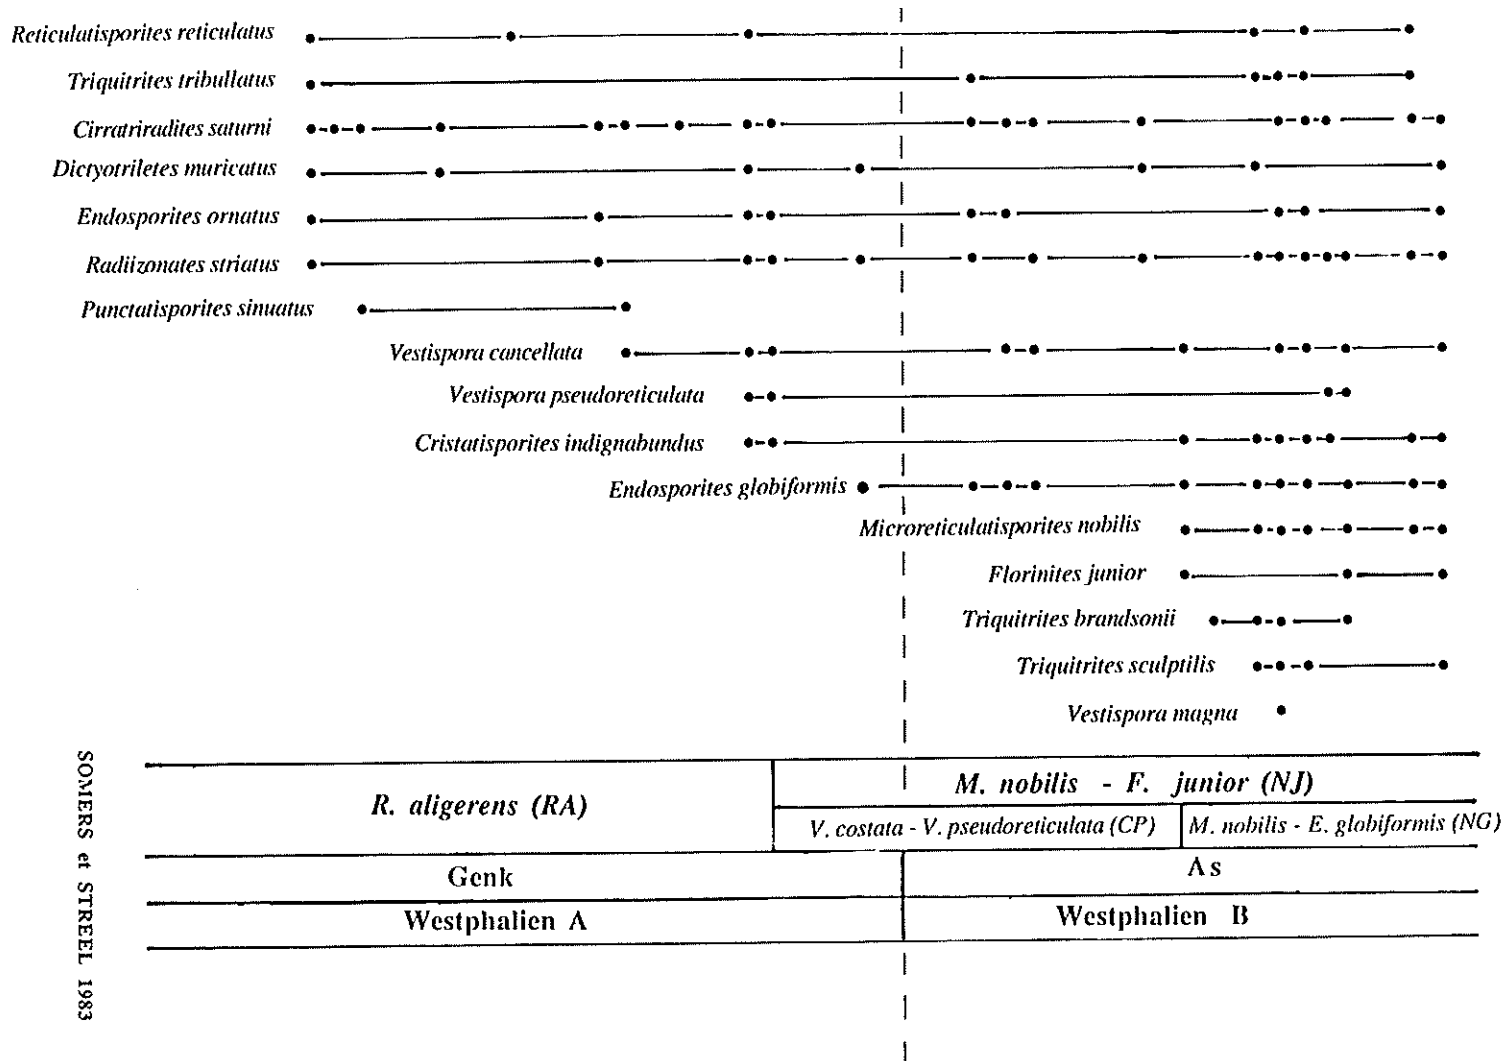 Reticulatisporites reticulatus
Triquitrites tribullatus
Cirratriradites saturni
Dictyotriletes muricatus
Endosporites ornatus
Radiizonates striatus
Punctatisporites sinuatus
Vestispora cancellata
Vestispora pseudoreticulata
Cristatisporites indignabundus
Endosporites globiformis
Microreticulatisporites nobilis
Florinites junior
Triquitrites brandsonii
Triquitrites sculptilis
Vestispora magna
SOMERS et STREEL 1983
R. aligerens (RA)
M. nobilis - F. junior (NJ)
V. costata - V. pseudoreticulata (CP)
M. nobilis - E. globiformis (NG)
Genk
As
Westphalien A
Westphalien B